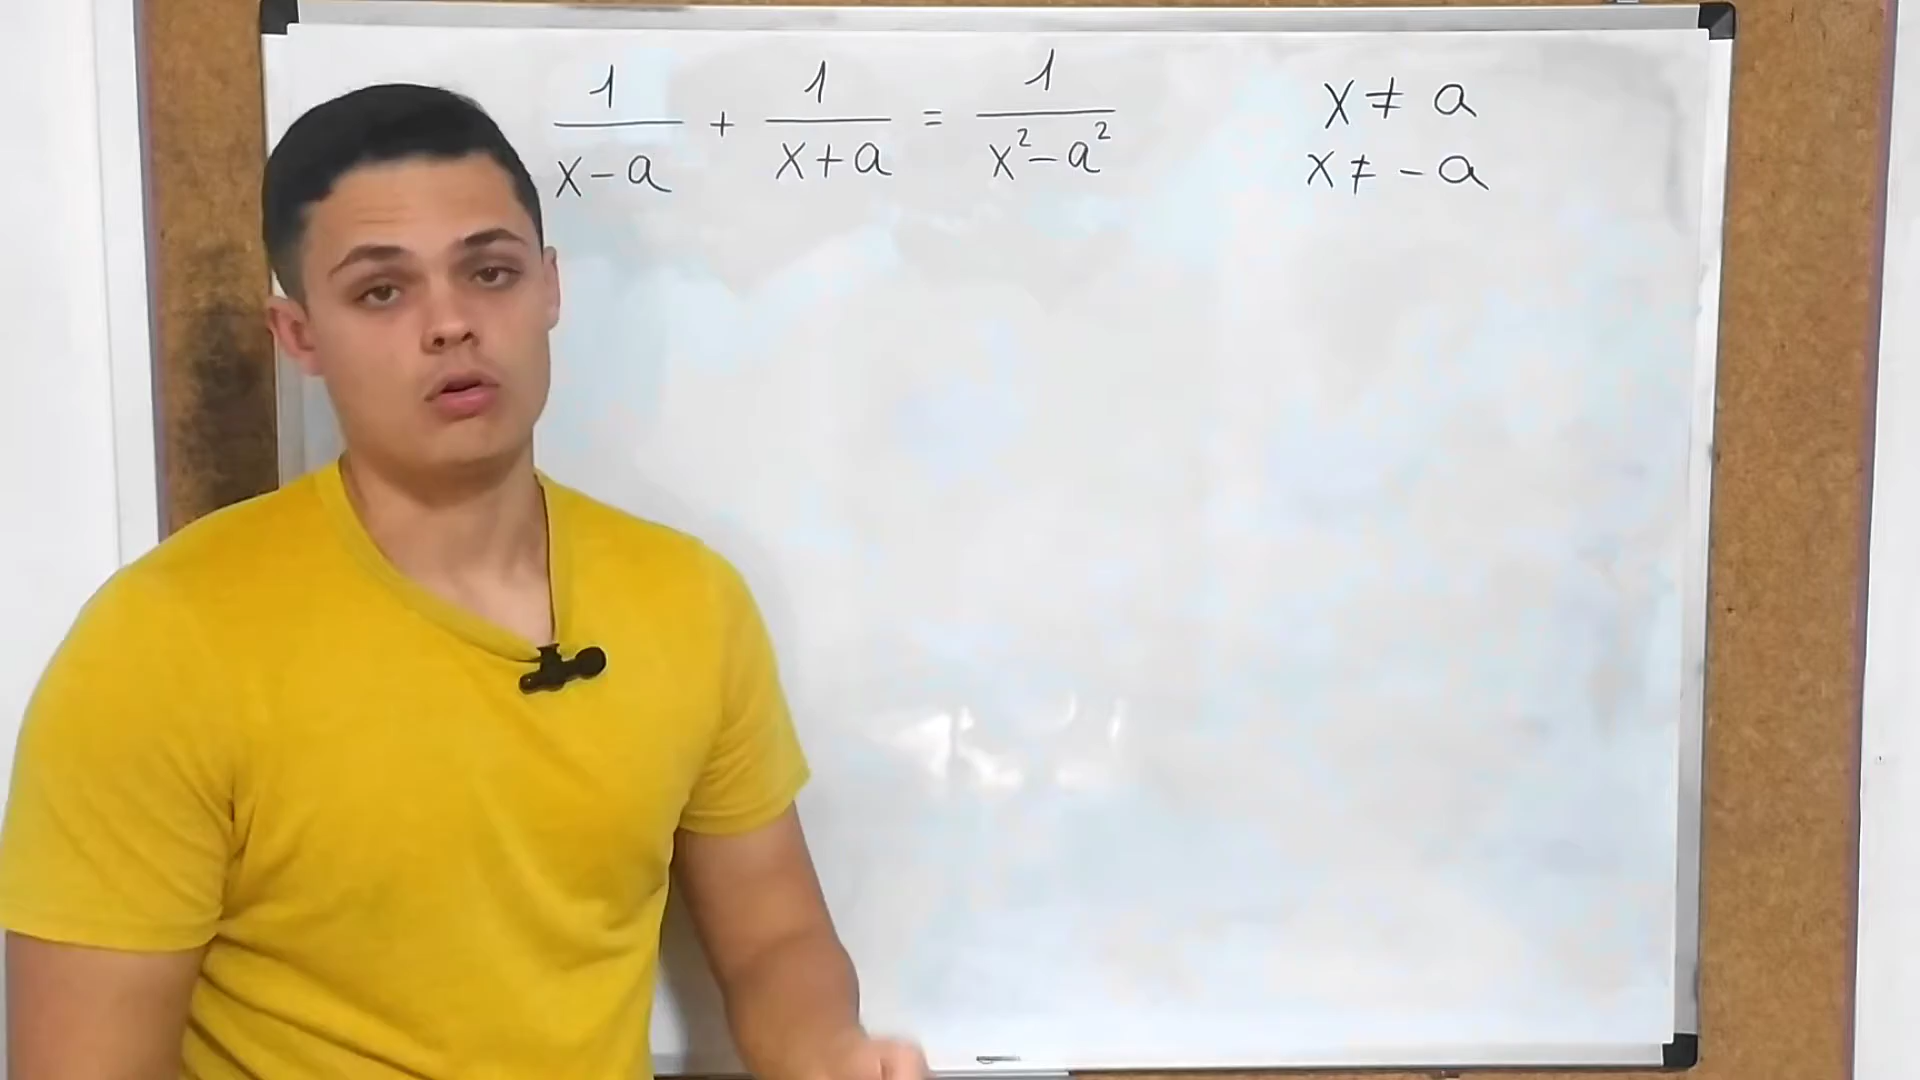 1/(x-a) + 1/(x+a) = 1/(x²-a²)
x ≠ a
x ≠ -a